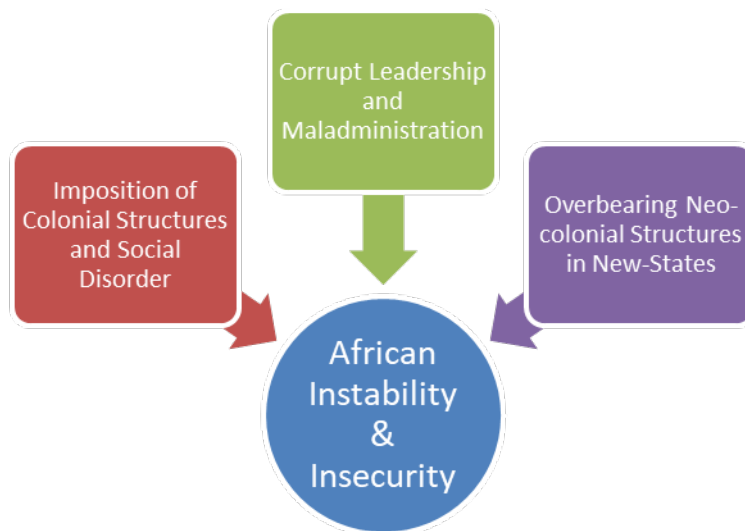 Corrupt Leadership
and
Maladministration
Imposition of
Colonial Structures
and Social
Disorder
Overbearing Neo-
colonial Structures
in New-States
African
Instability
&
Insecurity